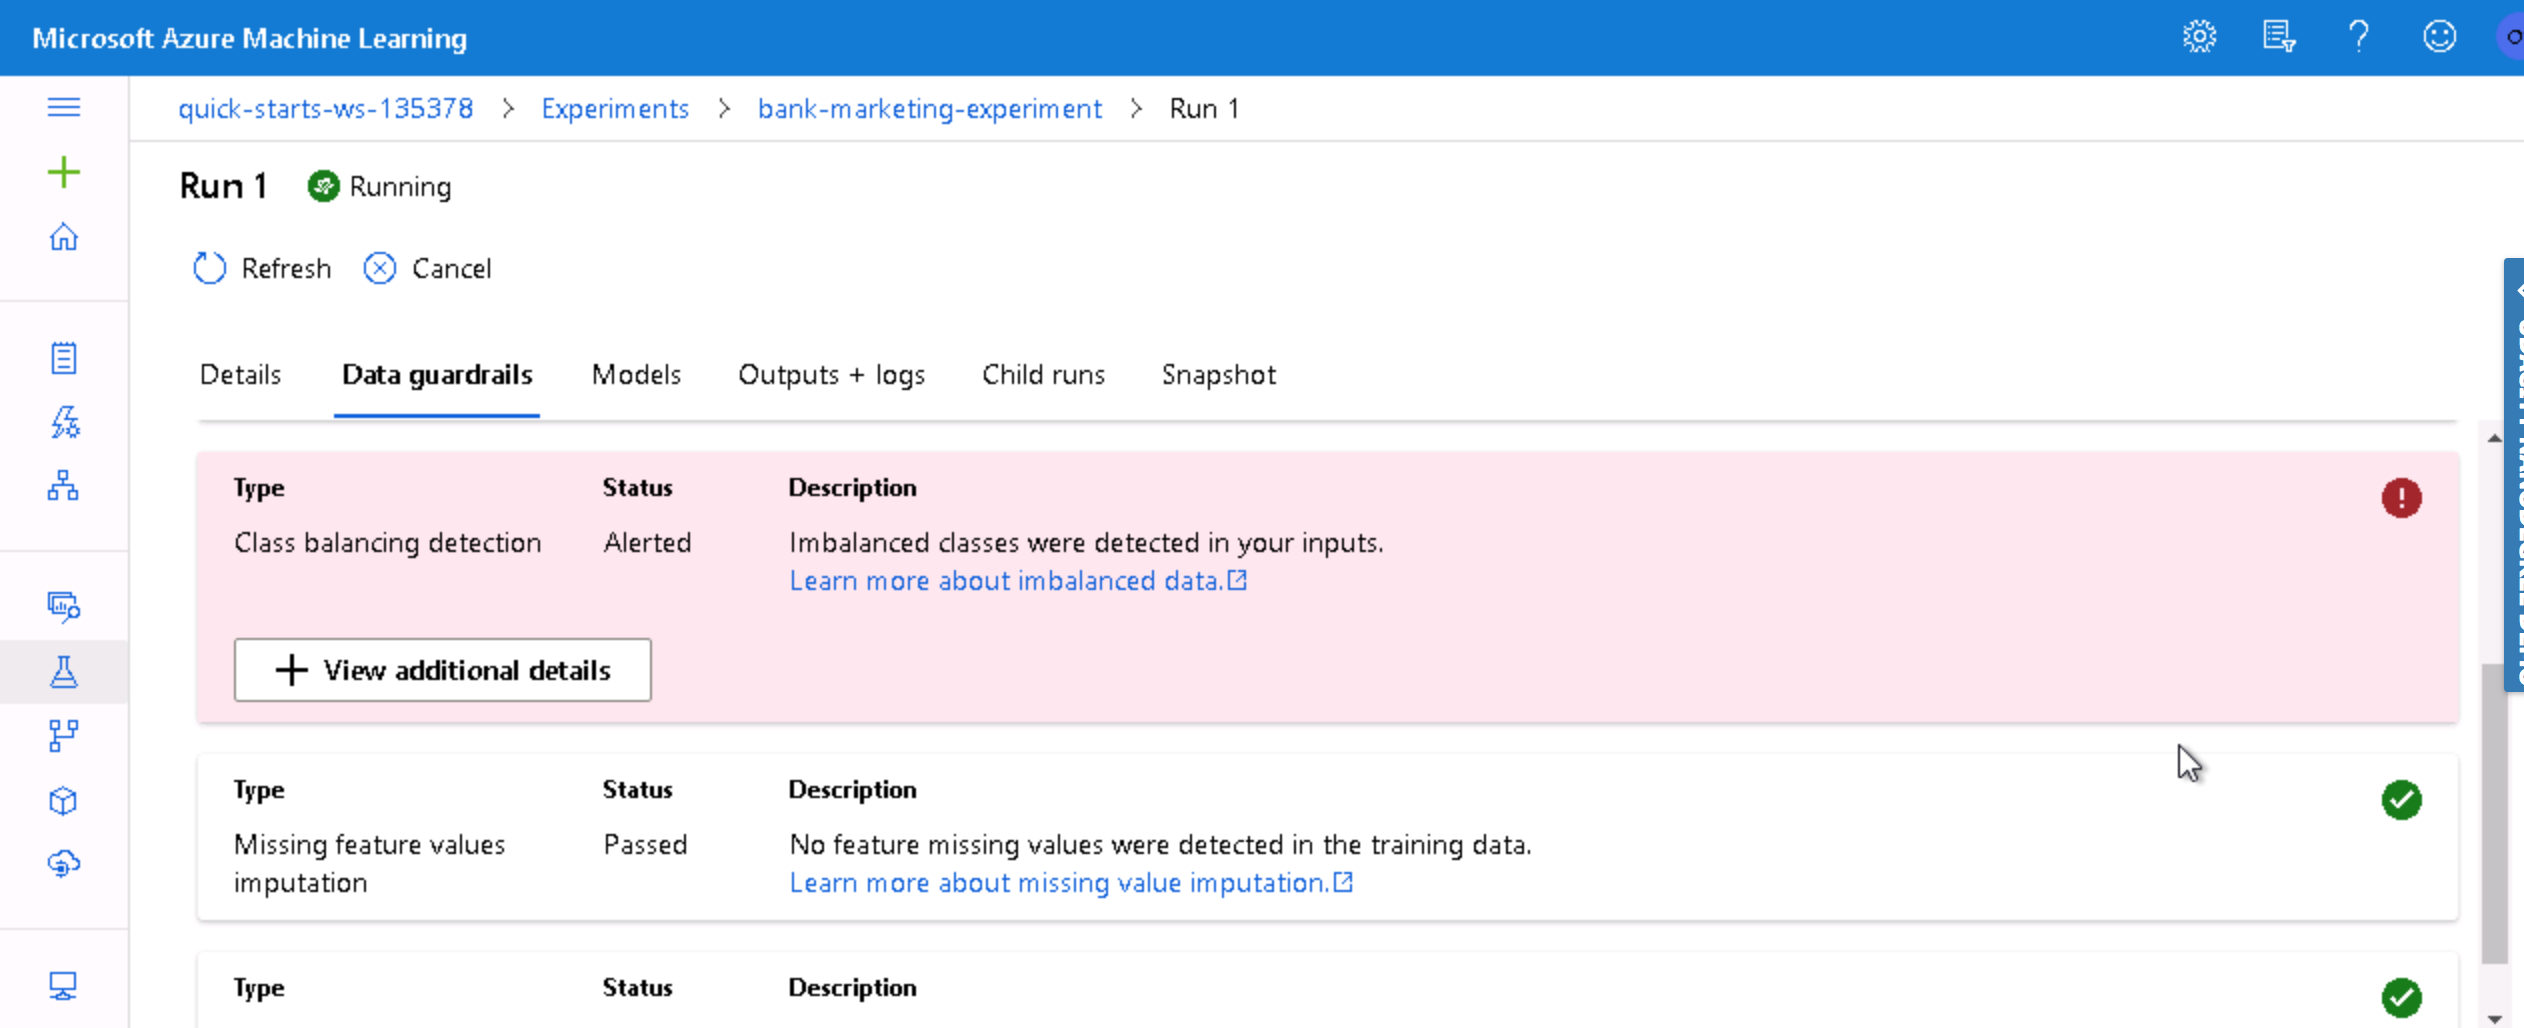 Microsoft Azure Machine Learning
quick-starts-ws-135378 > Experiments > bank-marketing-experiment > Run 1
Run 1 Running
Refresh Cancel
Details Data guardrails Models Outputs + logs Child runs Snapshot
Type Status Description
Class balancing detection Alerted Imbalanced classes were detected in your inputs.
Learn more about imbalanced data.
+ View additional details
Type Status Description
Missing feature values Passed No feature missing values were detected in the training data.
imputation Learn more about missing value imputation.
Type Status Description